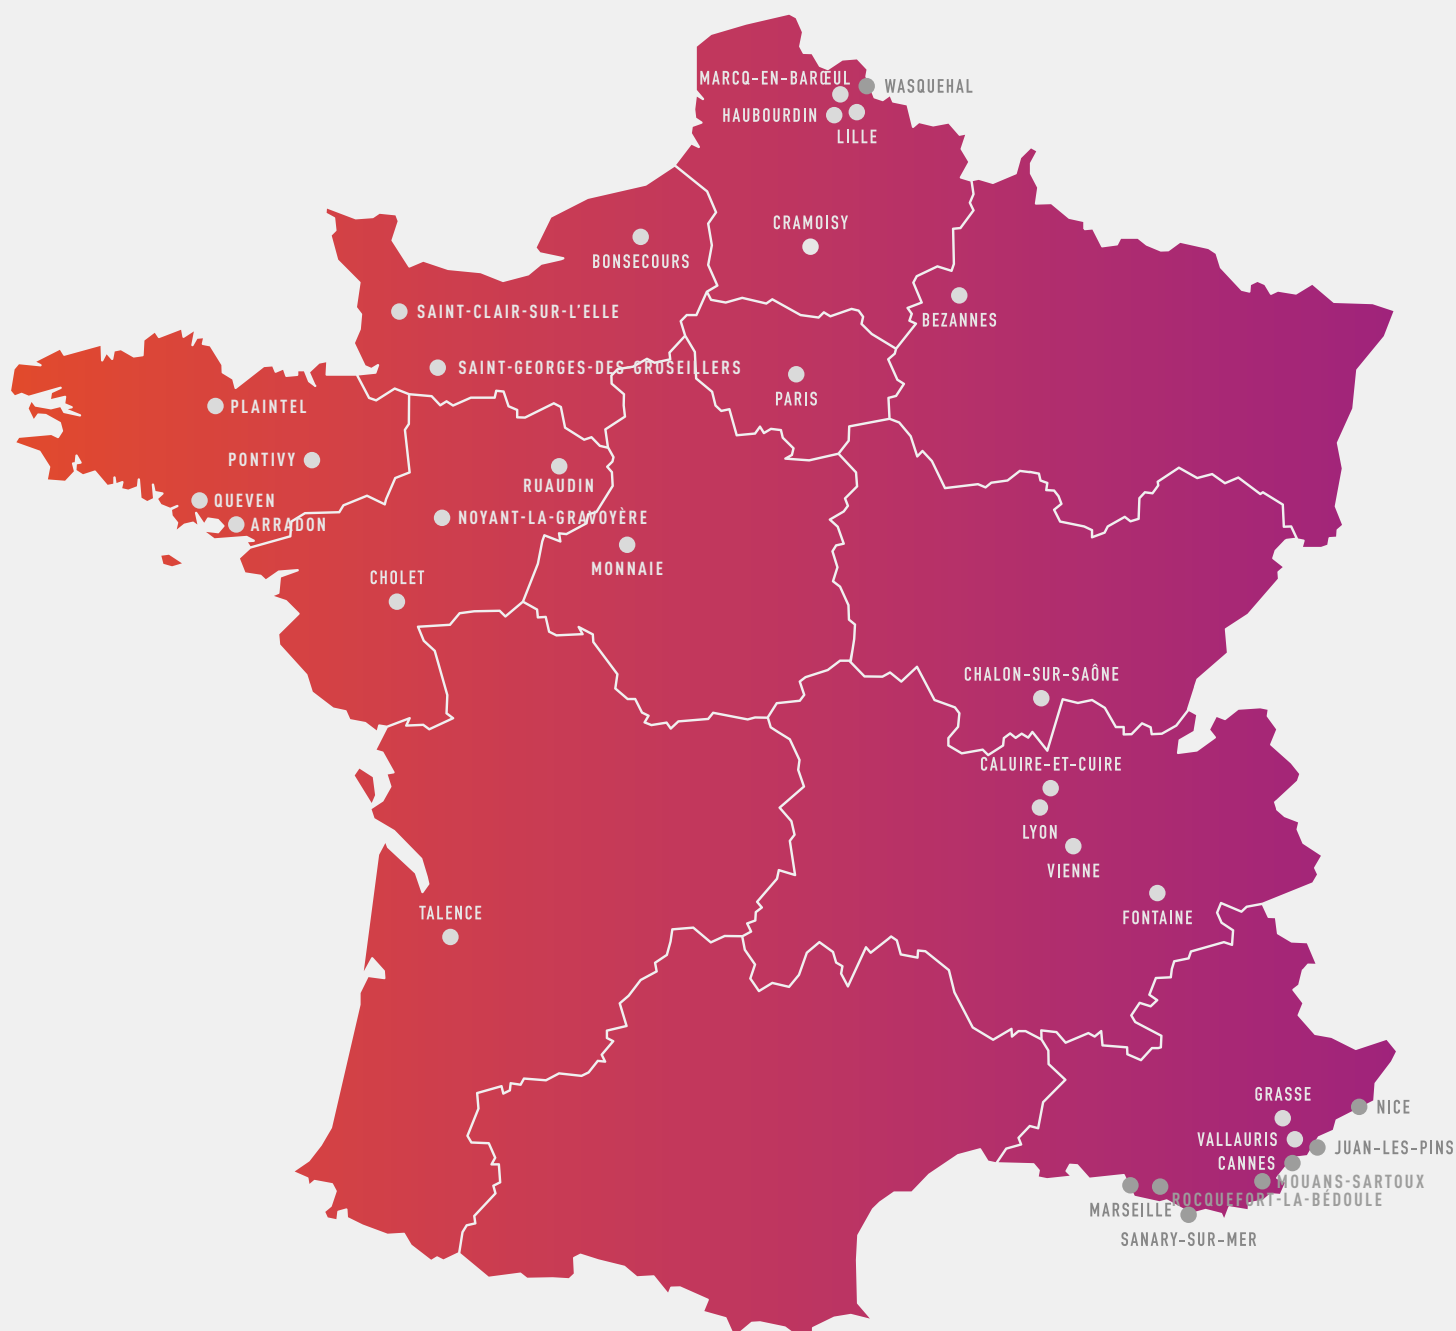 MARCQ-EN-BARŒUL
WASQUEHAL
HAUBOURDIN
LILLE
CRAMOISY
BONSECOURS
SAINT-CLAIR-SUR-L'ELLE
BEZANNES
SAINT-GEORGES-DES-GROSEILLERS
PARIS
PLAINTEL
PONTIVY
RUAUDIN
QUEVEN
NOYANT-LA-GRAVOYÈRE
ARRADON
MONNAIE
CHOLET
CHALON-SUR-SAÔNE
CALUIRE-ET-CUIRE
LYON
VIENNE
TALENCE
FONTAINE
GRASSE
NICE
VALLAURIS
JUAN-LES-PINS
CANNES
MOUANS-SARTOUX
ROCQUEFORT-LA-BÉDOULE
MARSEILLE
SANARY-SUR-MER